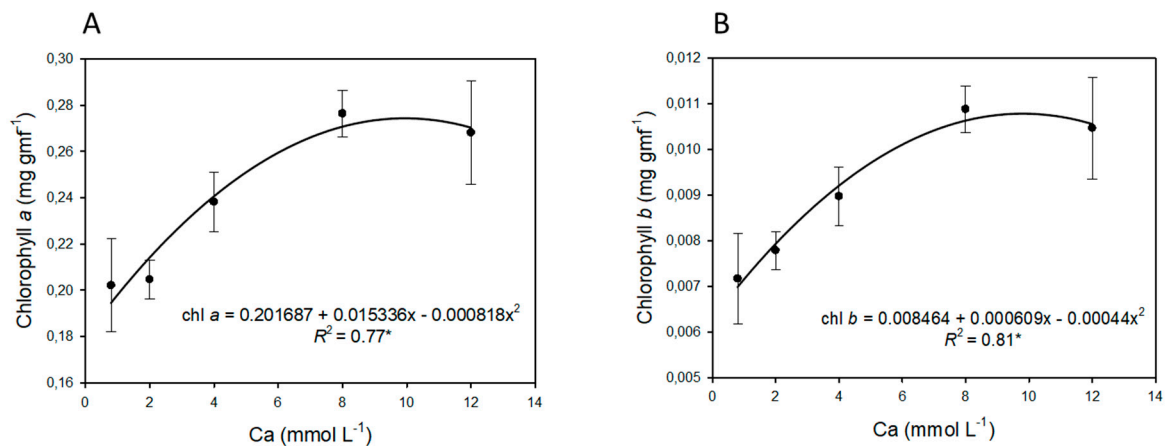 A
0,30
0,28
0,26
0,24
0,22
0,20
0,18
0,16
Chlorophyll a (mg gmf⁻¹)
chl a = 0.201687 + 0.015336x - 0.000818x²
R² = 0.77*
0 2 4 6 8 10 12 14
Ca (mmol L⁻¹)
B
0,012
0,011
0,010
0,009
0,008
0,007
0,006
0,005
Chlorophyll b (mg gmf⁻¹)
chl b = 0.008464 + 0.000609x - 0.00044x²
R² = 0.81*
0 2 4 6 8 10 12 14
Ca (mmol L⁻¹)